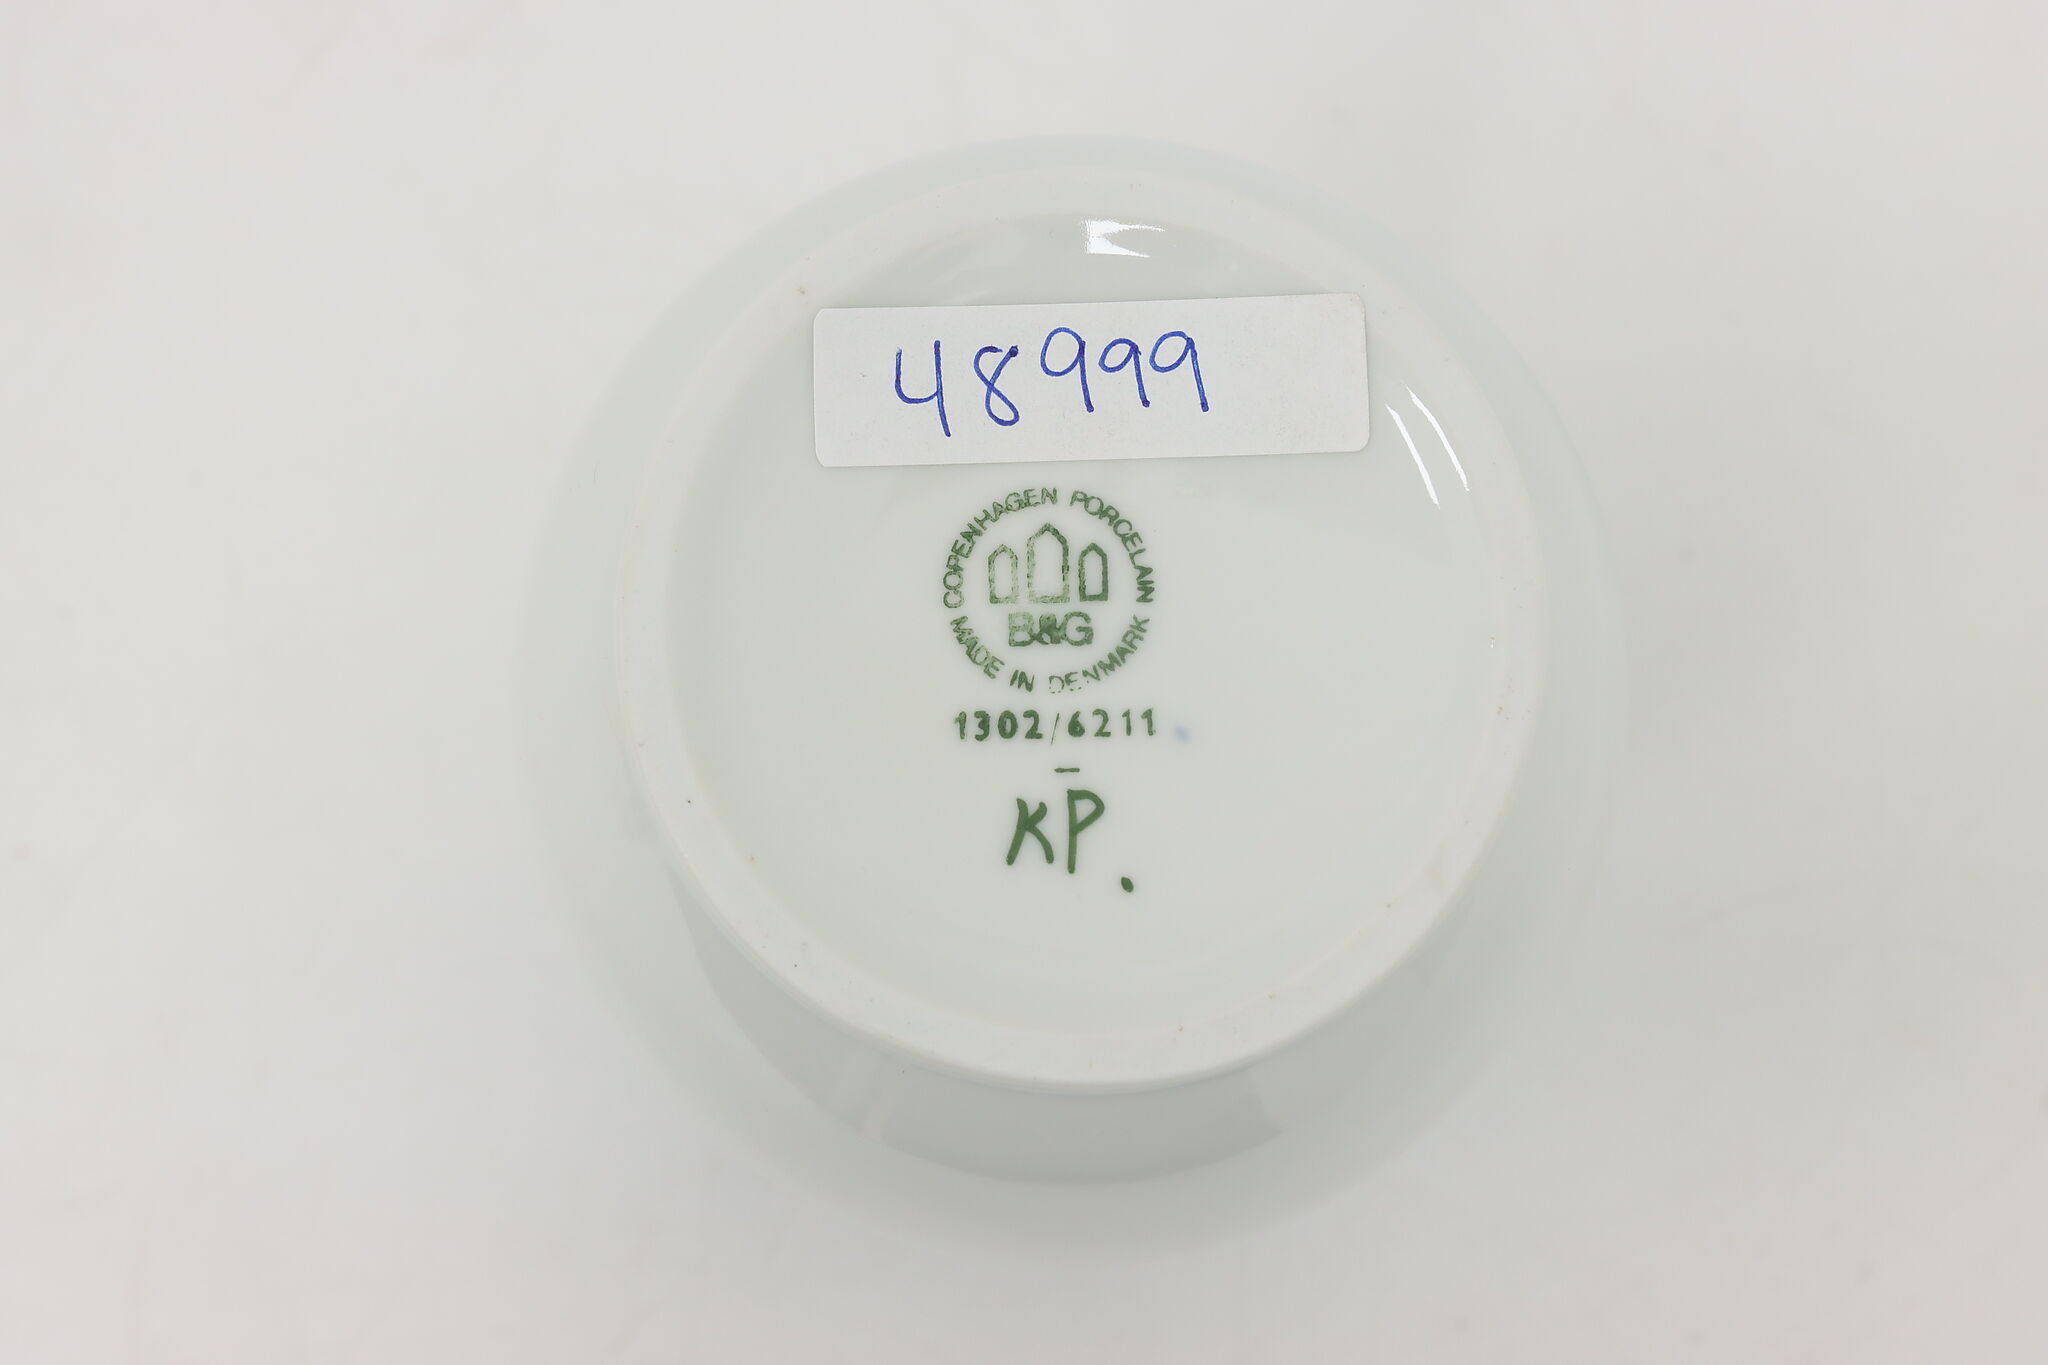 48999
COPENHAGEN PORCELAIN
B&G
MADE IN DENMARK
1302/6211
KP.